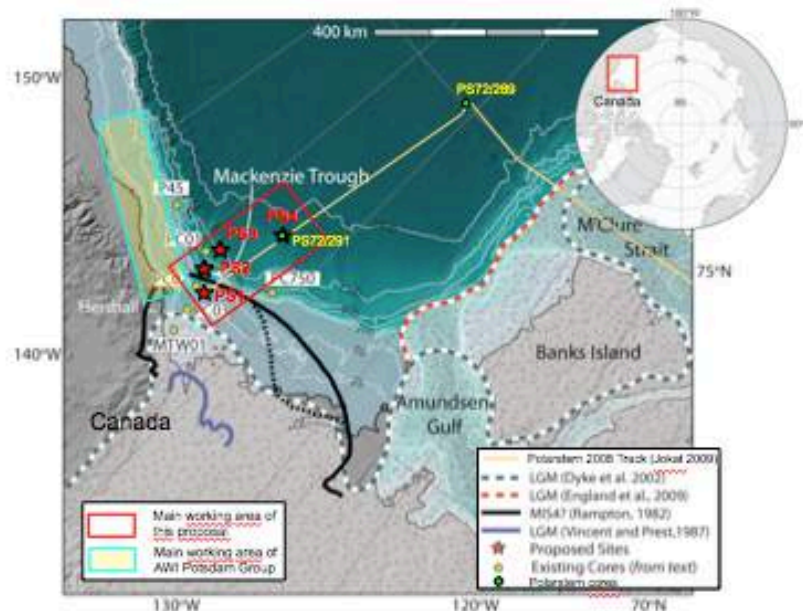 100°W
400 km
150°W
PS72/289
Canada
Mackenzie Trough
PS4
PS3
PS72/291
PS2
PS1
M'Clure
Strait
75°N
MTW01
140°W
Banks Island
Amundsen
Gulf
Canada
Polarstern 2008 Track (Jokat 2009)
LGM (Dyke et al. 2002)
LGM (England et al., 2009)
MIS4? (Rampton, 1982)
LGM (Vincent and Prest, 1987)
Proposed Sites
Existing Cores (from text)
Polarstern cores
Main working area of
this proposal
Main working area of
AWI Potsdam Group
130°W
120°W
70°N